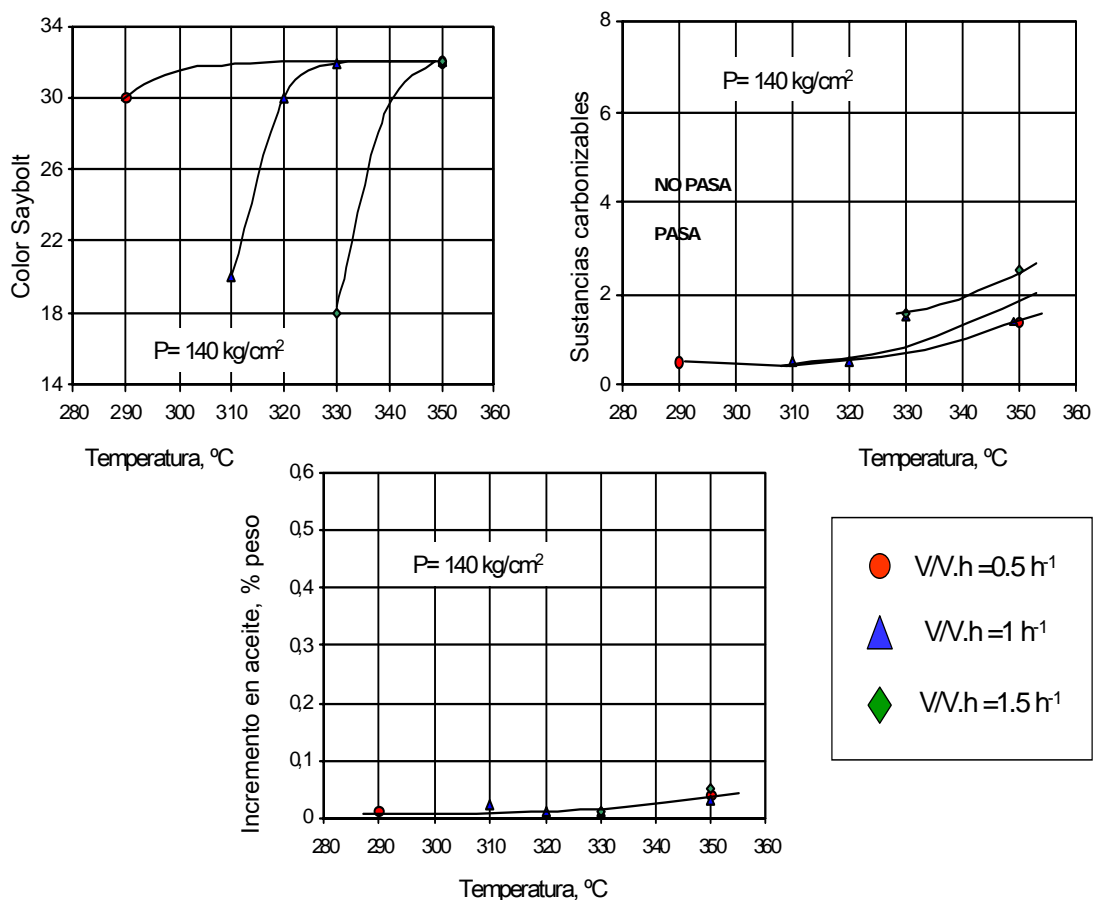 34
30
26
22
18
14
Color Saybolt
P= 140 kg/cm²
280 290 300 310 320 330 340 350 360
Temperatura, ºC
8
6
4
2
0
Sustancias carbonizables
P= 140 kg/cm²
NO PASA
PASA
280 290 300 310 320 330 340 350 360
Temperatura, ºC
0,6
0,5
0,4
0,3
0,2
0,1
0
Incremento en aceite, % peso
P= 140 kg/cm²
280 290 300 310 320 330 340 350 360
Temperatura, ºC
V/V.h =0.5 h⁻¹
V/V.h =1 h⁻¹
V/V.h =1.5 h⁻¹